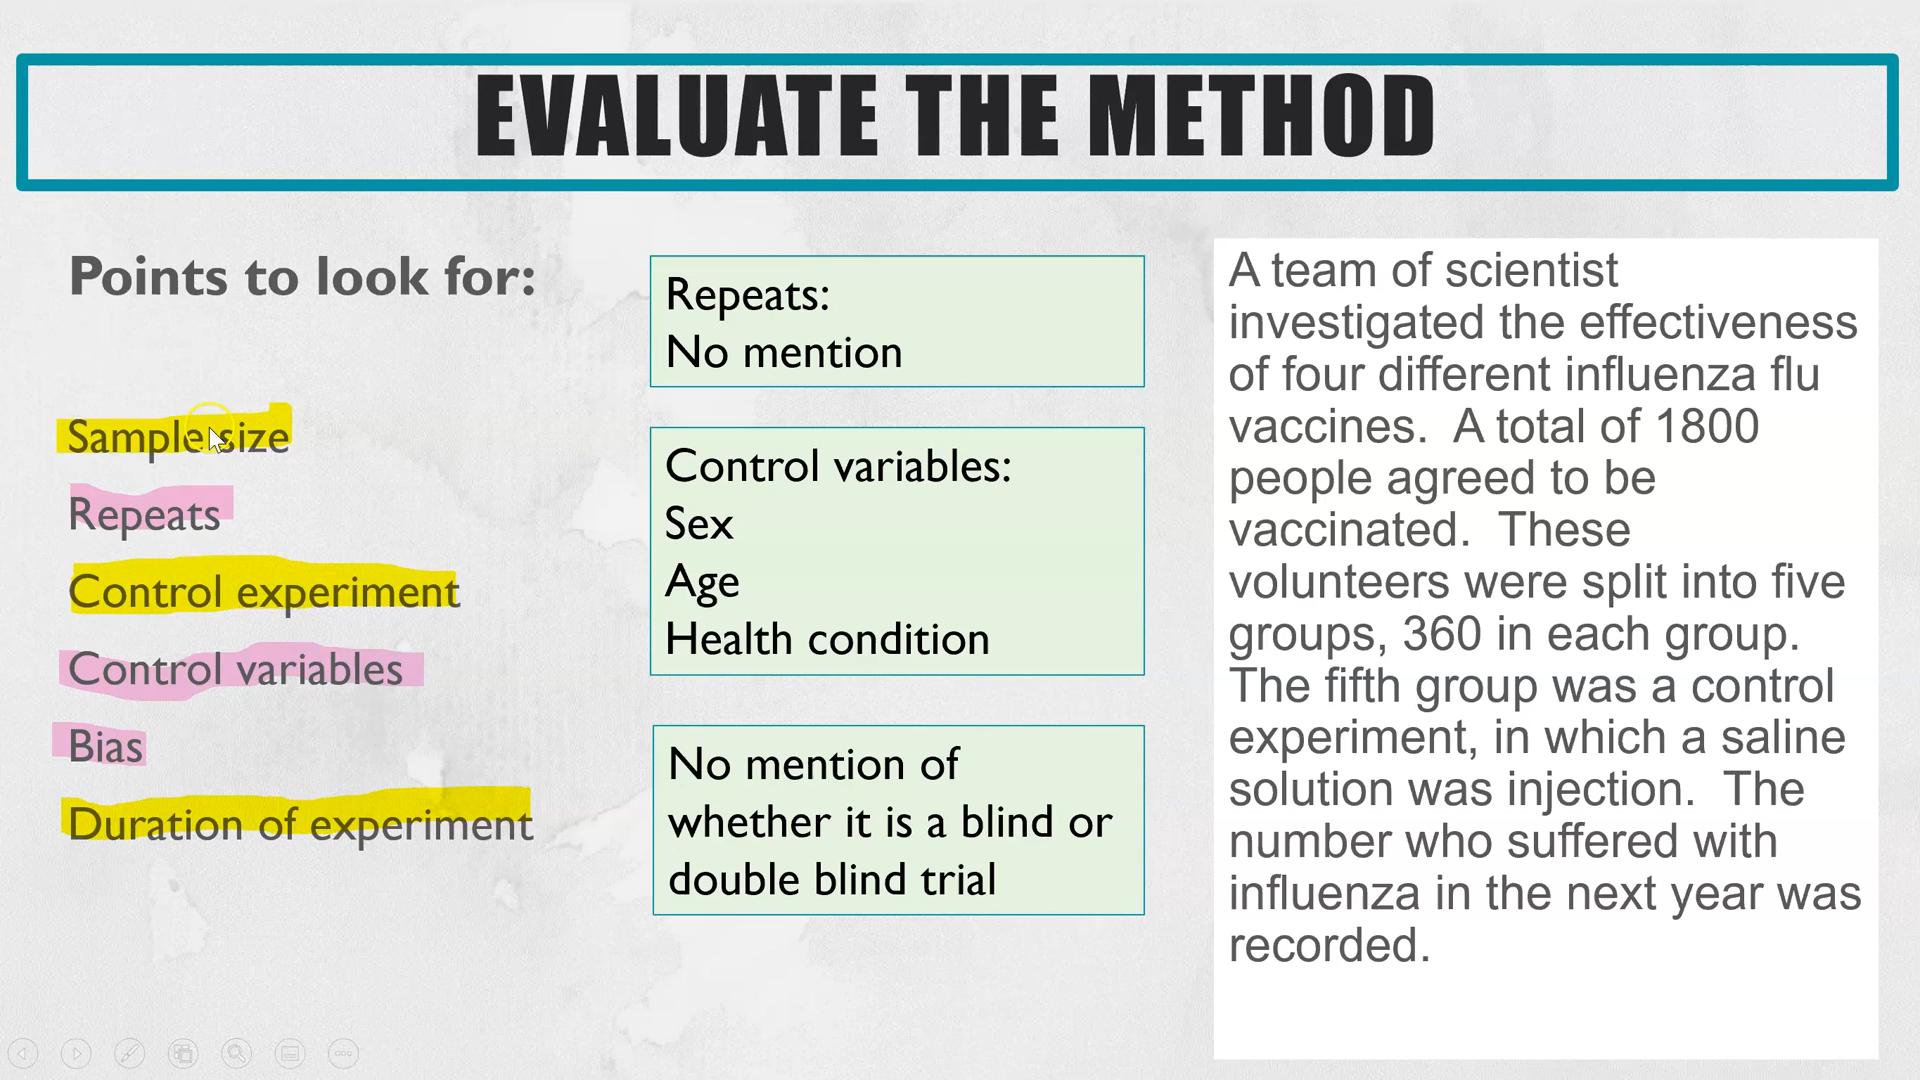 EVALUATE THE METHOD
Points to look for:
Sample size
Repeats
Control experiment
Control variables
Bias
Duration of experiment
Repeats:
No mention
Control variables:
Sex
Age
Health condition
No mention of
whether it is a blind or
double blind trial
A team of scientist
investigated the effectiveness
of four different influenza flu
vaccines.  A total of 1800
people agreed to be
vaccinated.  These
volunteers were split into five
groups, 360 in each group.
The fifth group was a control
experiment, in which a saline
solution was injection.  The
number who suffered with
influenza in the next year was
recorded.